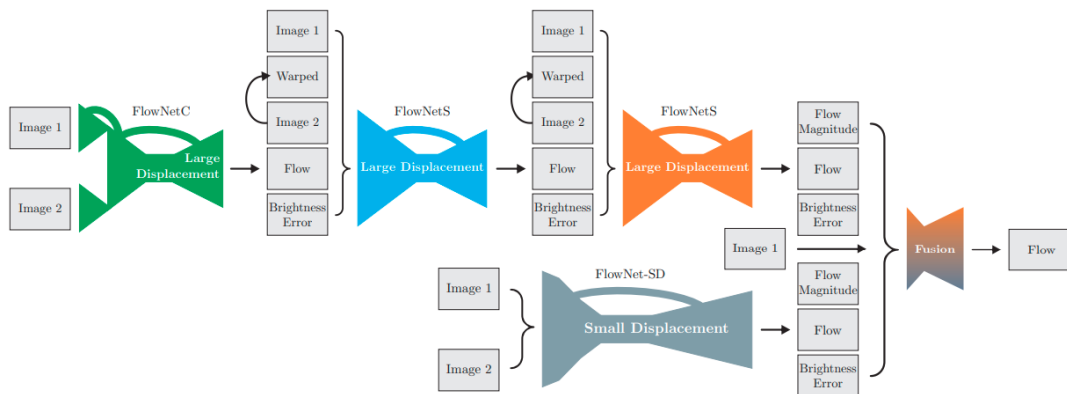 Image 1
Image 2
FlowNetC
Large
Displacement
Image 1
Warped
Image 2
Flow
Brightness
Error
FlowNetS
Large Displacement
Image 1
Warped
Image 2
Flow
Brightness
Error
FlowNetS
Large Displacement
Flow
Magnitude
Flow
Brightness
Error
Image 1
Image 1
Image 2
FlowNet-SD
Small Displacement
Flow
Magnitude
Flow
Brightness
Error
Fusion
Flow